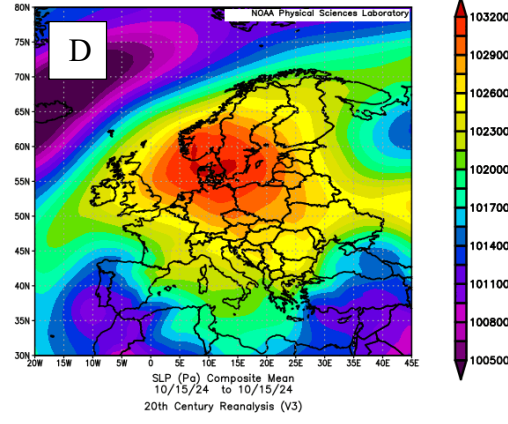 NOAA Physical Sciences Laboratory
D
80N
75N
70N
65N
60N
55N
50N
45N
40N
35N
30N
20W 15W 10W 5W 0 5E 10E 15E 20E 25E 30E 35E 40E 45E
103200
102900
102600
102300
102000
101700
101400
101100
100800
100500
SLP (Pa) Composite Mean
10/15/24 to 10/15/24
20th Century Reanalysis (V3)